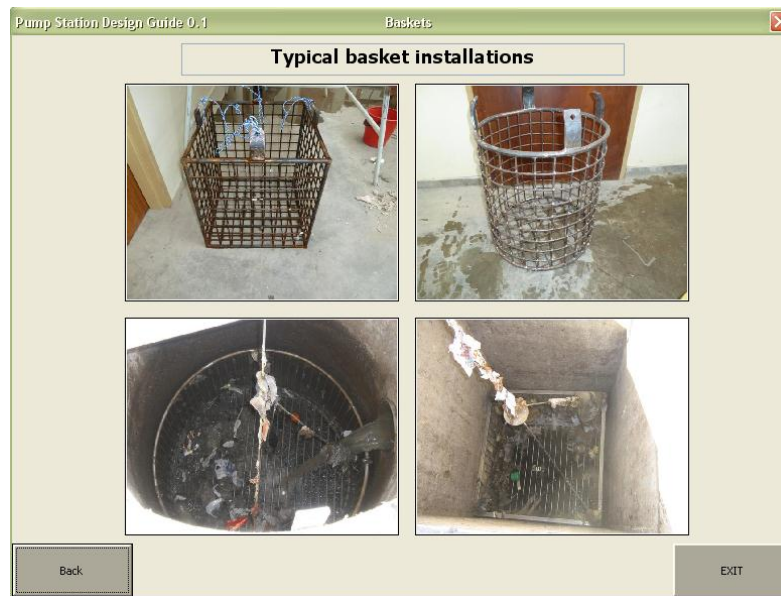 Pump Station Design Guide 0.1 Baskets
Typical basket installations
Back EXIT